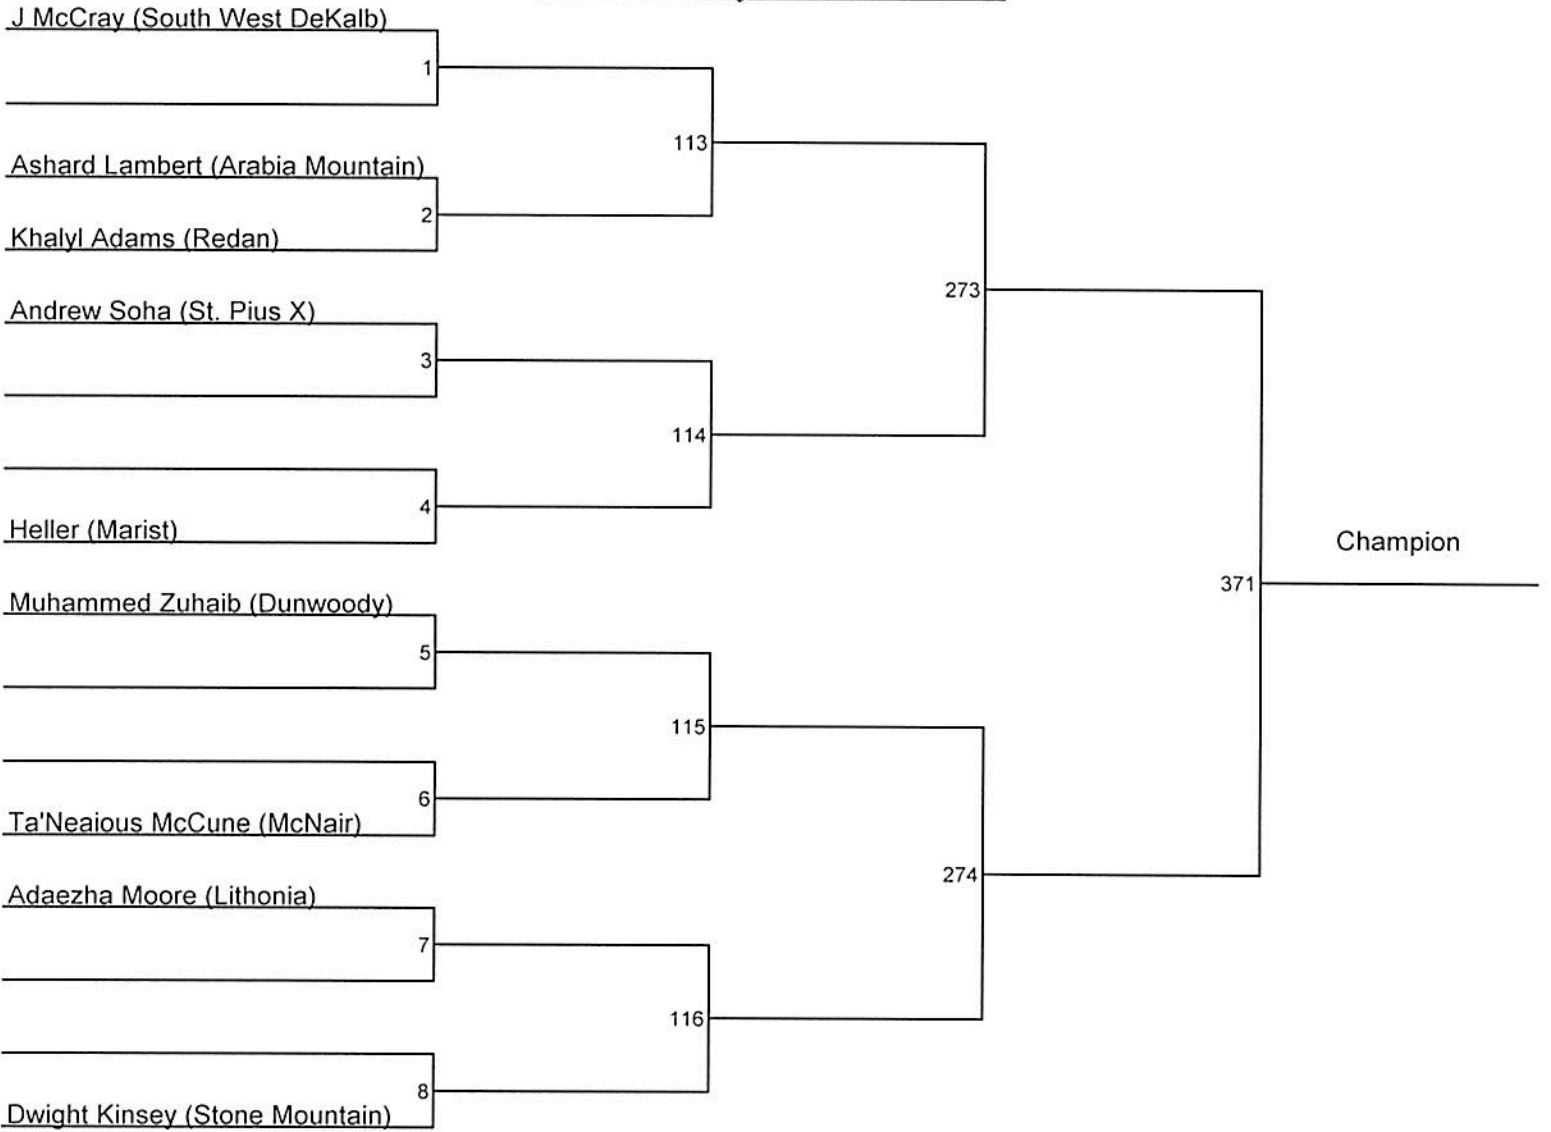 J McCray (South West DeKalb)
1
113
Ashard Lambert (Arabia Mountain)
2
Khalyl Adams (Redan)
273
Andrew Soha (St. Pius X)
3
114
4
Heller (Marist)
Champion
371
Muhammed Zuhaib (Dunwoody)
5
115
6
Ta'Neaious McCune (McNair)
274
Adaezha Moore (Lithonia)
7
116
8
Dwight Kinsey (Stone Mountain)